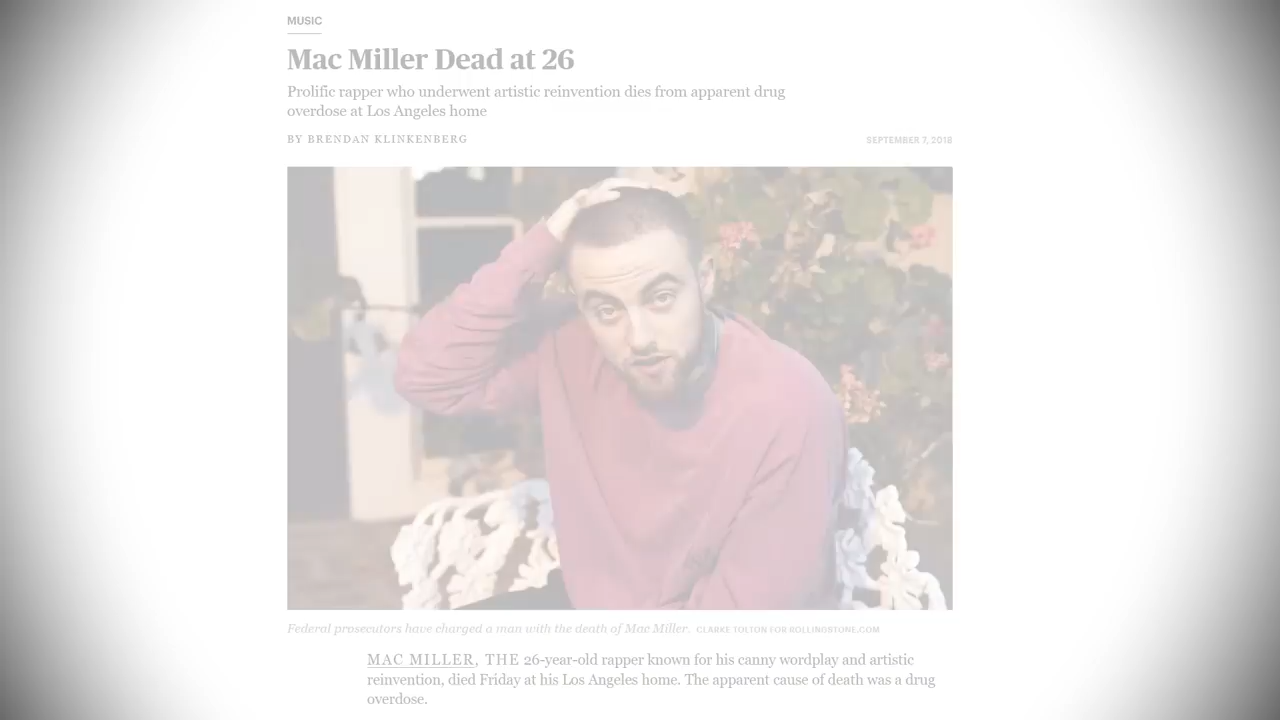 MUSIC
Mac Miller Dead at 26
Prolific rapper who underwent artistic reinvention dies from apparent drug
overdose at Los Angeles home
BY BRENDAN KLINKENBERG
SEPTEMBER 7, 2018
Federal prosecutors have charged a man with the death of Mac Miller. CLARKE TOLTON FOR ROLLINGSTONE.COM
MAC MILLER, THE 26-year-old rapper known for his canny wordplay and artistic
reinvention, died Friday at his Los Angeles home. The apparent cause of death was a drug
overdose.